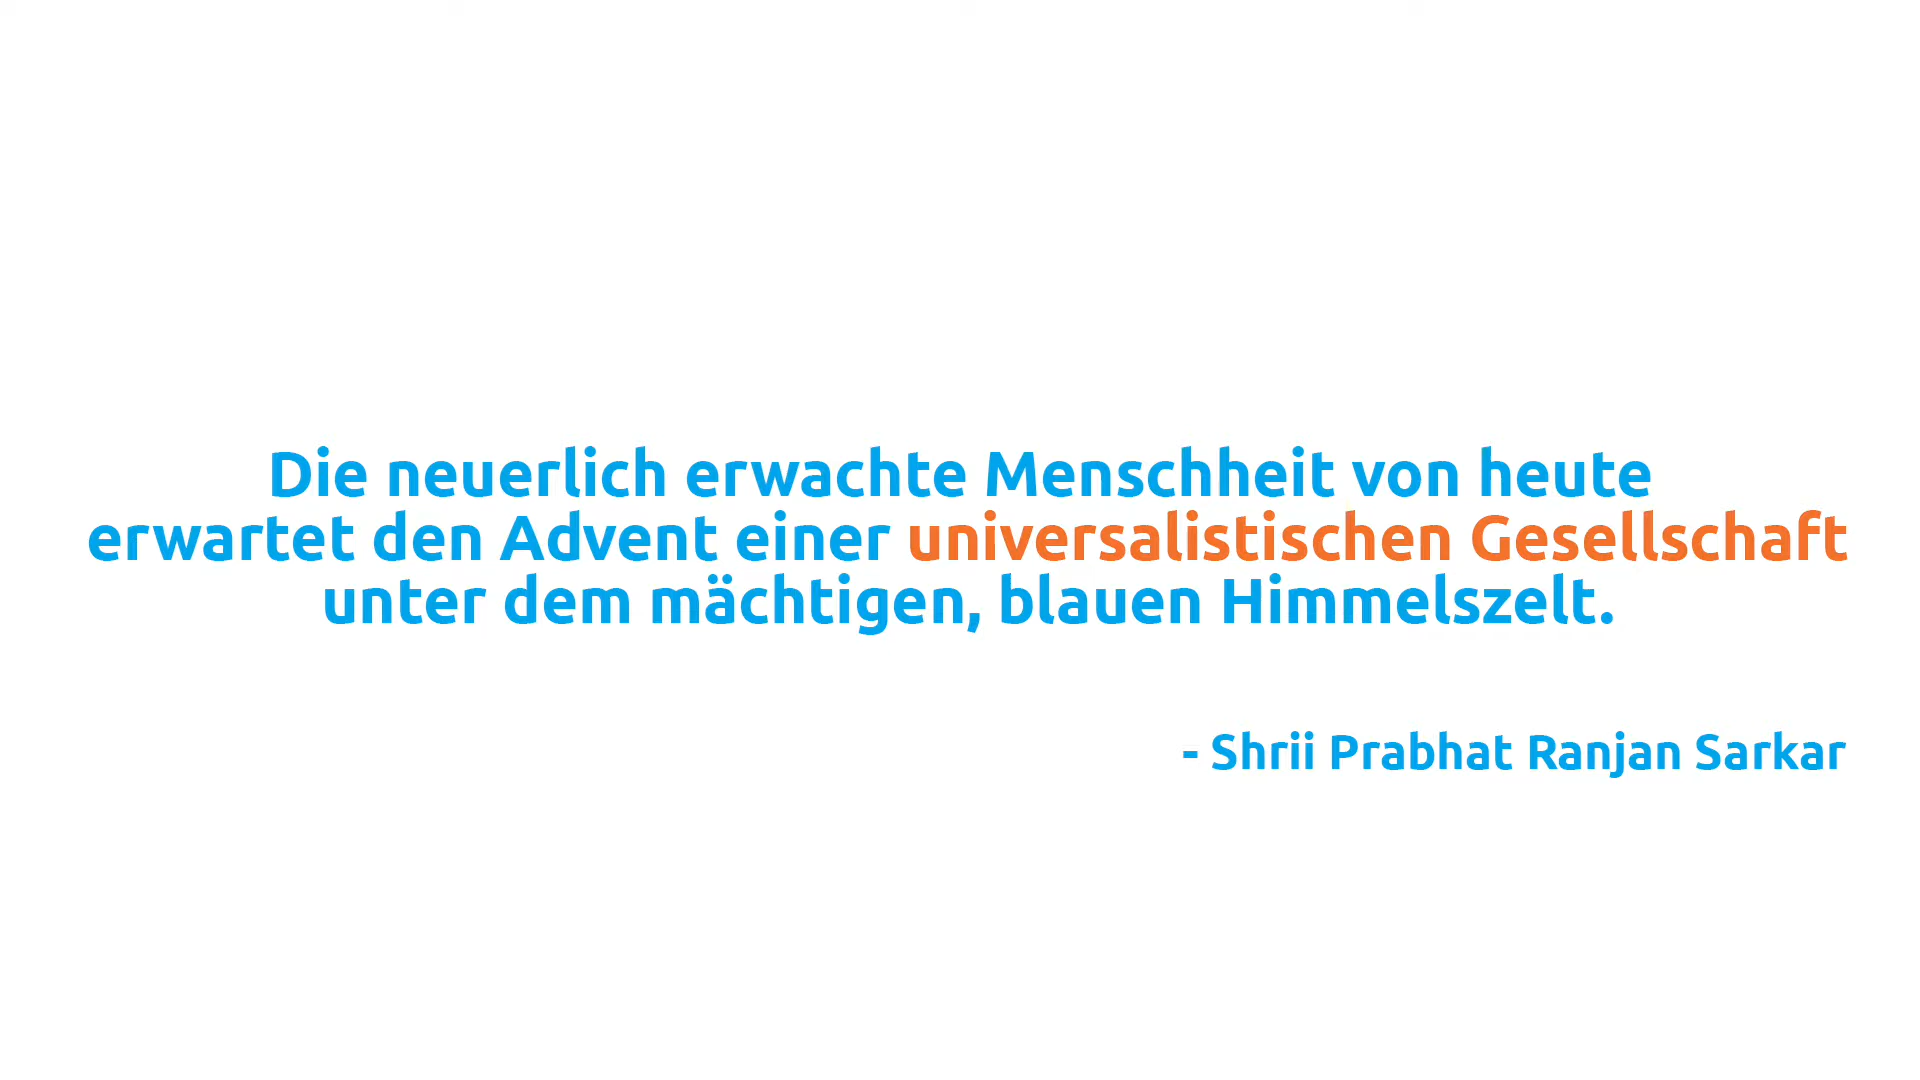 Die neuerlich erwachte Menschheit von heute
erwartet den Advent einer universalistischen Gesellschaft
unter dem mächtigen, blauen Himmelszelt.
- Shrii Prabhat Ranjan Sarkar